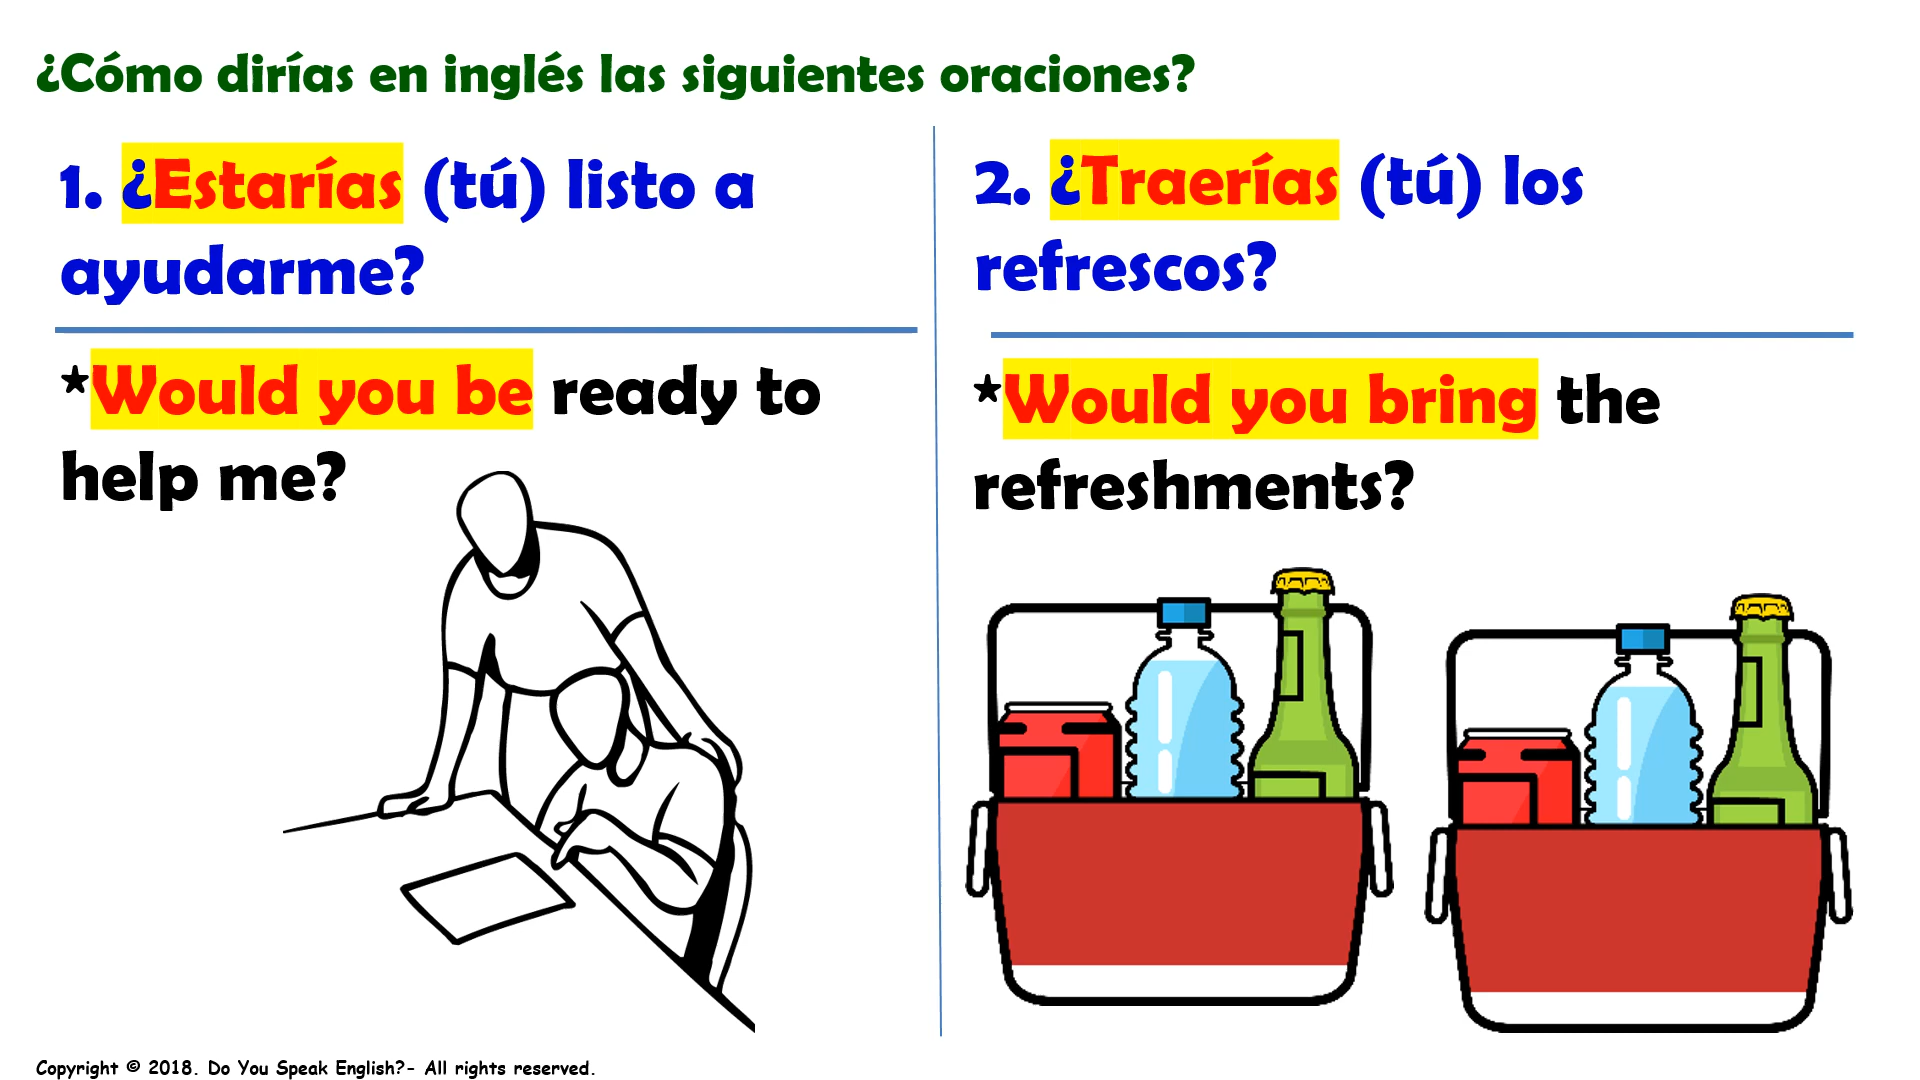 ¿Cómo dirías en inglés las siguientes oraciones?
1. ¿Estarías (tú) listo a
ayudarme?
*Would you be ready to
help me?
2. ¿Traerías (tú) los
refrescos?
*Would you bring the
refreshments?
Copyright © 2018. Do You Speak English?- All rights reserved.